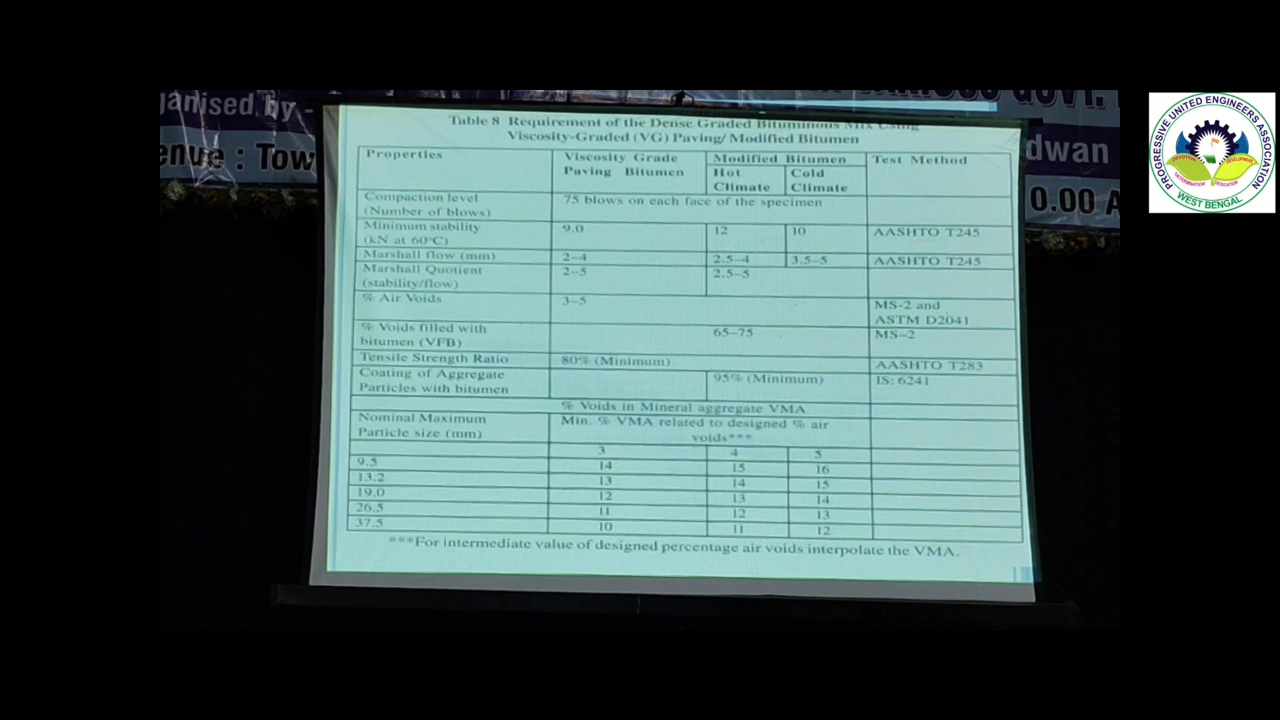 ganised by -
GOVT.
enue : Tow
dwan
0.00 A
Table 8 Requirement of the Dense Graded Bituminous Mix Using
Viscosity-Graded (VG) Paving/ Modified Bitumen
Properties Viscosity Grade Paving Bitumen Modified Bitumen Test Method
Hot Climate Cold Climate
Compaction level (Number of blows) 75 blows on each face of the specimen
Minimum stability (kN at 60°C) 9.0 12 10 AASHTO T245
Marshall flow (mm) 2–4 2.5–4 3.5–5 AASHTO T245
Marshall Quotient (stability/flow) 2–5 2.5–5
% Air Voids 3–5 MS-2 and ASTM D2041
% Voids filled with bitumen (VFB) 65–75 MS–2
Tensile Strength Ratio 80% (Minimum) AASHTO T283
Coating of Aggregate Particles with bitumen 95% (Minimum) IS: 6241
% Voids in Mineral aggregate VMA
Nominal Maximum Particle size (mm) Min. % VMA related to designed % air voids***
3 4 5
9.5 14 15 16
13.2 13 14 15
19.0 12 13 14
26.5 11 12 13
37.5 10 11 12
***For intermediate value of designed percentage air voids interpolate the VMA.
PROGRESSIVE UNITED ENGINEERS ASSOCIATION
DEVOTION DEVELOPMENT
DETERMINATION DEDICATION
WEST BENGAL